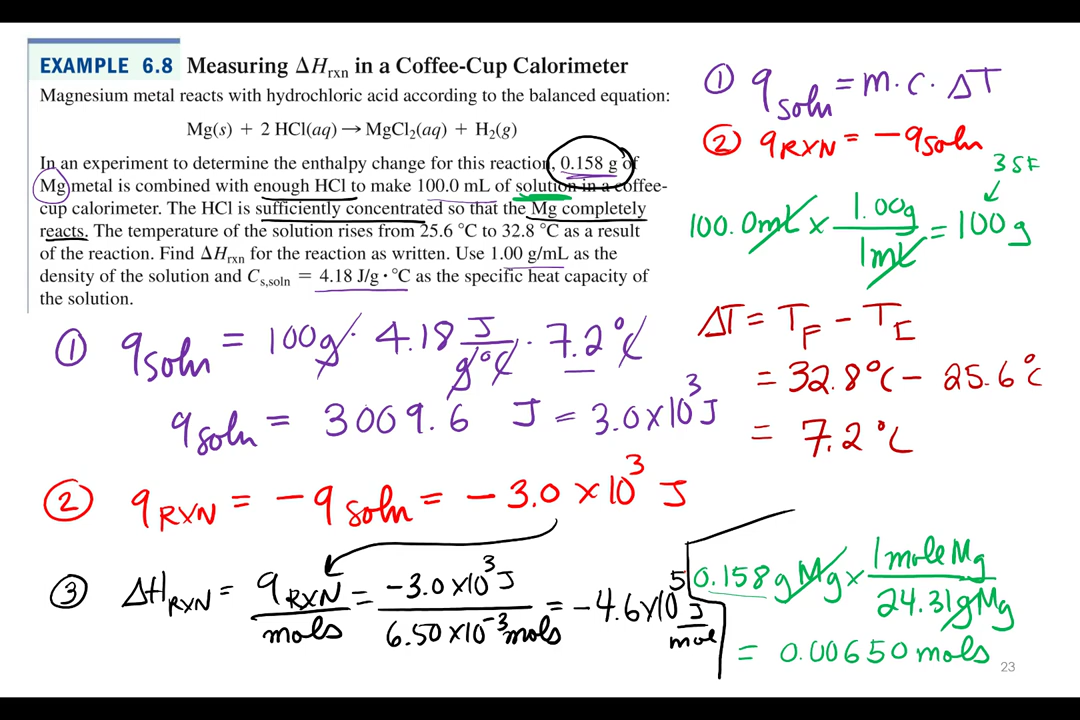 EXAMPLE 6.8 Measuring ΔHrxn in a Coffee-Cup Calorimeter
Magnesium metal reacts with hydrochloric acid according to the balanced equation:
Mg(s) + 2 HCl(aq) → MgCl2(aq) + H2(g)
In an experiment to determine the enthalpy change for this reaction, 0.158 g of
Mg metal is combined with enough HCl to make 100.0 mL of solution in a coffee-
cup calorimeter. The HCl is sufficiently concentrated so that the Mg completely
reacts. The temperature of the solution rises from 25.6 °C to 32.8 °C as a result
of the reaction. Find ΔHrxn for the reaction as written. Use 1.00 g/mL as the
density of the solution and Cs,soln = 4.18 J/g · °C as the specific heat capacity of
the solution.
① qsoln = m · C · ΔT
② qRXN = −qsoln
3 SF
100.0mL × 1.00g / 1mL = 100 g
ΔT = TF − TI
= 32.8°C − 25.6°C
= 7.2°C
① qsoln = 100g · 4.18 J/g°C · 7.2°C
qsoln = 3009.6 J = 3.0 × 10³ J
② qRXN = −qsoln = −3.0 × 10³ J
③ ΔHRXN = qRXN / mols = −3.0 × 10³ J / 6.50 × 10⁻³ mols = −4.6 × 10⁵ J/mol
0.158 g Mg × 1 mole Mg / 24.31 g Mg
= 0.00650 mols
23